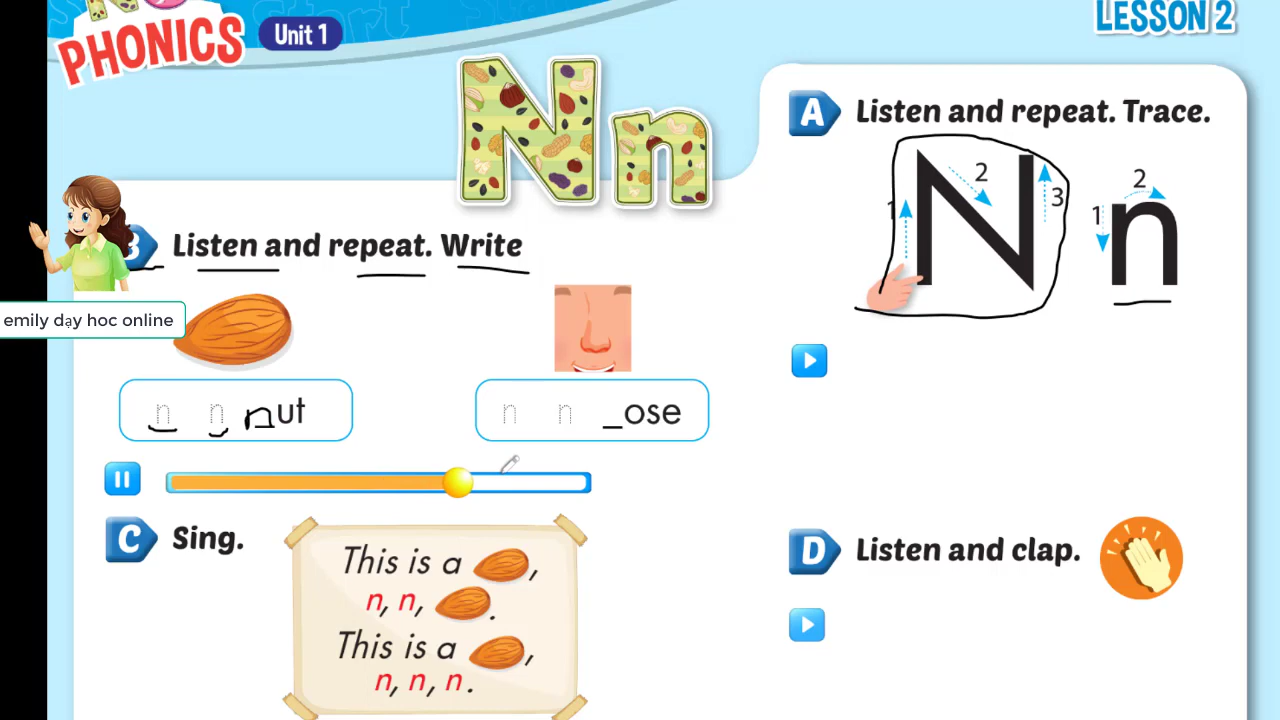 PHONICS
Unit 1
LESSON 2
Nn
A Listen and repeat. Trace.
N n
1 2 3
1 2
B Listen and repeat. Write
emily dạy hoc online
n n nut
n n _ose
C Sing.
This is a ,
n, n, .
This is a ,
n, n, n.
D Listen and clap.